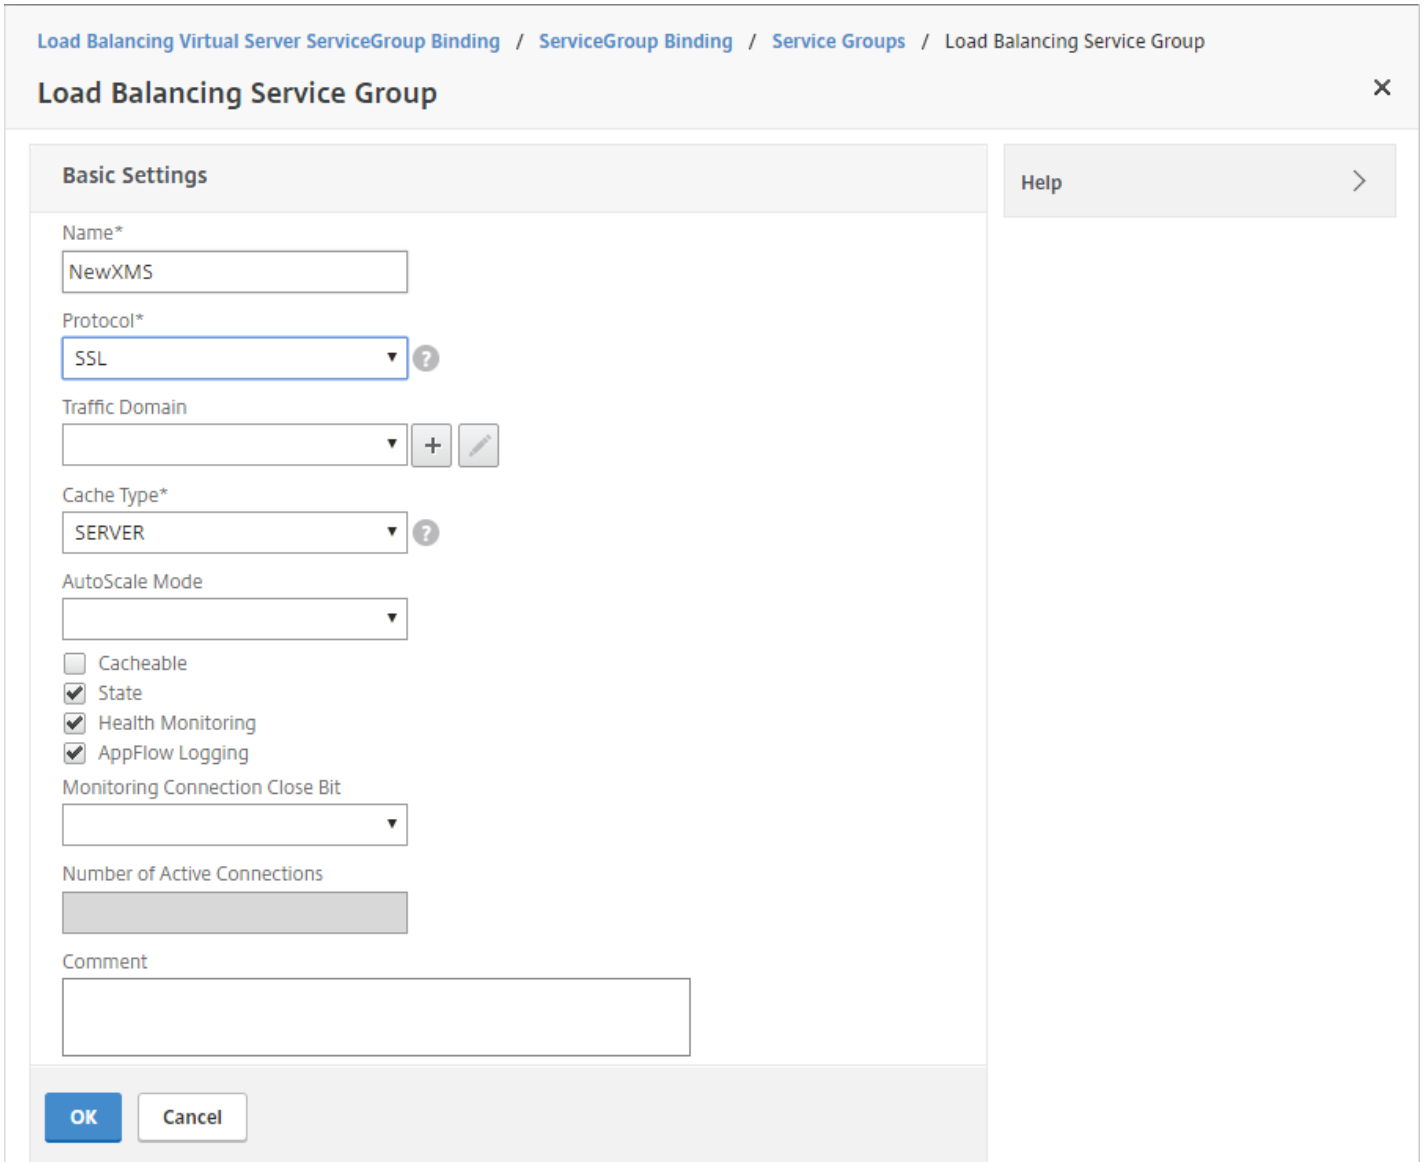 Load Balancing Virtual Server ServiceGroup Binding / ServiceGroup Binding / Service Groups / Load Balancing Service Group
Load Balancing Service Group
Basic Settings
Help
Name*
NewXMS
Protocol*
SSL
?
Traffic Domain
Cache Type*
SERVER
?
AutoScale Mode
Cacheable
State
Health Monitoring
AppFlow Logging
Monitoring Connection Close Bit
Number of Active Connections
Comment
OK Cancel